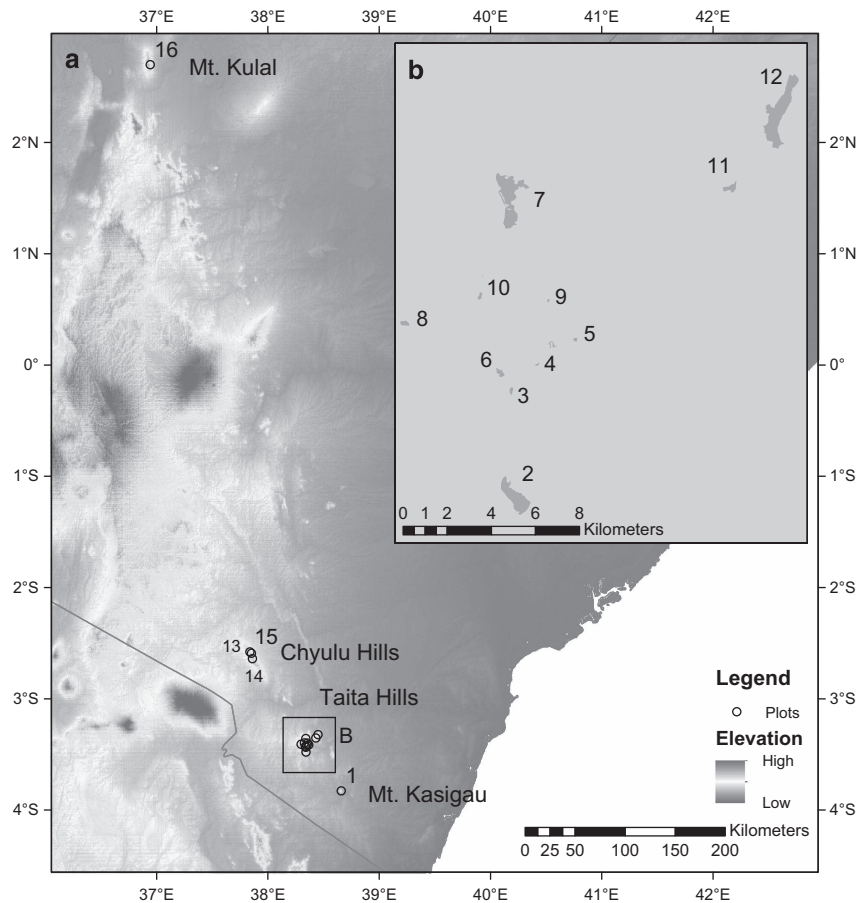 37°E 38°E 39°E 40°E 41°E 42°E
a
16
Mt. Kulal
b
12
11
7
10
9
8
5
6
4
3
2
0 1 2 4 6 8
Kilometers
2°N 2°N
1°N 1°N
0° 0°
1°S 1°S
2°S 2°S
3°S 3°S
4°S 4°S
13 15 Chyulu Hills
14
Taita Hills
B
1
Mt. Kasigau
Legend
Plots
Elevation
High
Low
Kilometers
0 25 50 100 150 200
37°E 38°E 39°E 40°E 41°E 42°E